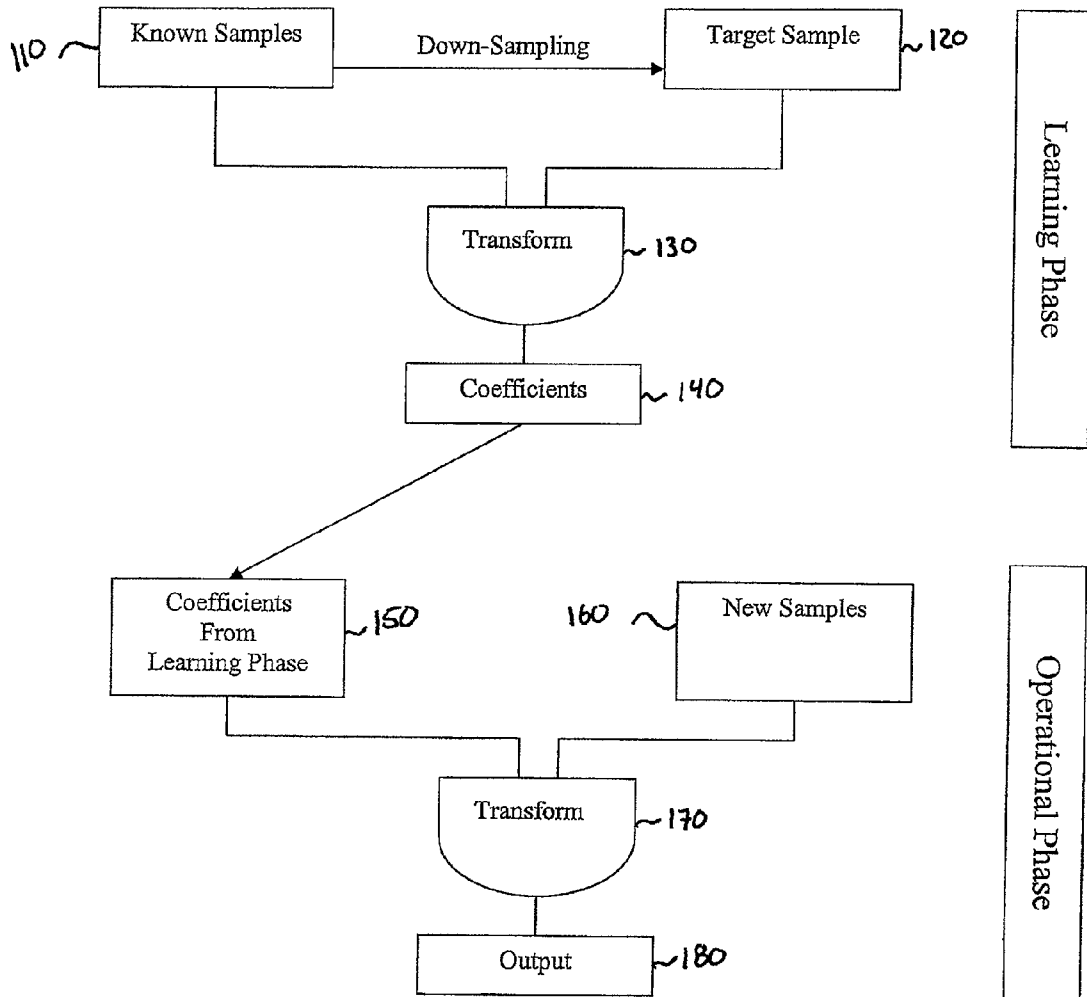 110
Known Samples
Down-Sampling
Target Sample
120
Learning Phase
Transform
130
Coefficients
140
Coefficients
From
Learning Phase
150
160
New Samples
Operational Phase
Transform
170
Output
180